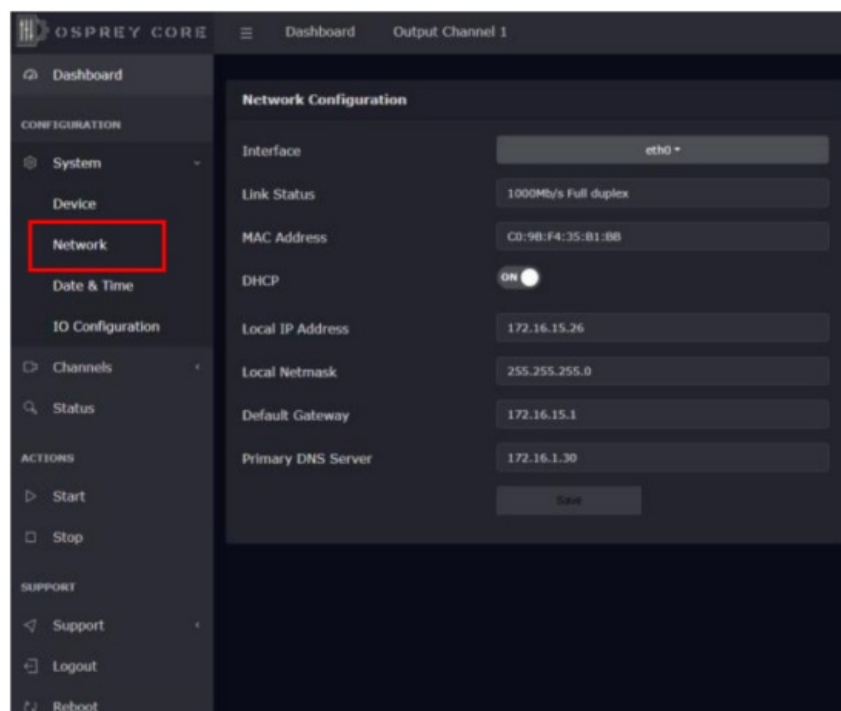 OSPREY CORE
Dashboard
Output Channel 1
Dashboard
CONFIGURATION
System
Device
Network
Date & Time
IO Configuration
Channels
Status
ACTIONS
Start
Stop
SUPPORT
Support
Logout
Reboot
Network Configuration
Interface
eth0
Link Status
1000Mb/s Full duplex
MAC Address
C0:9B:F4:35:B1:BB
DHCP
ON
Local IP Address
172.16.15.26
Local Netmask
255.255.255.0
Default Gateway
172.16.15.1
Primary DNS Server
172.16.1.30
Save